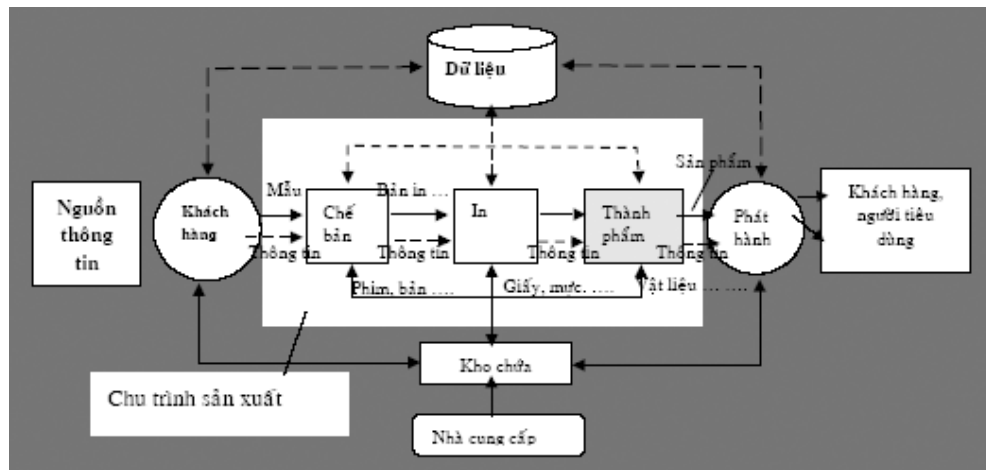 Dữ liệu
Sản phẩm
Nguồn
thông
tin
Khách
hàng
Mẫu
Thông tin
Chế
bản
Bản in ...
Thông tin
In
Thông tin
Thành
phẩm
Thông tin
Phát
hành
Khách hàng,
người tiêu
dùng
Phim, bản ....
Giấy, mực. ....
Vật liệu ... ....
Kho chứa
Chu trình sản xuất
Nhà cung cấp